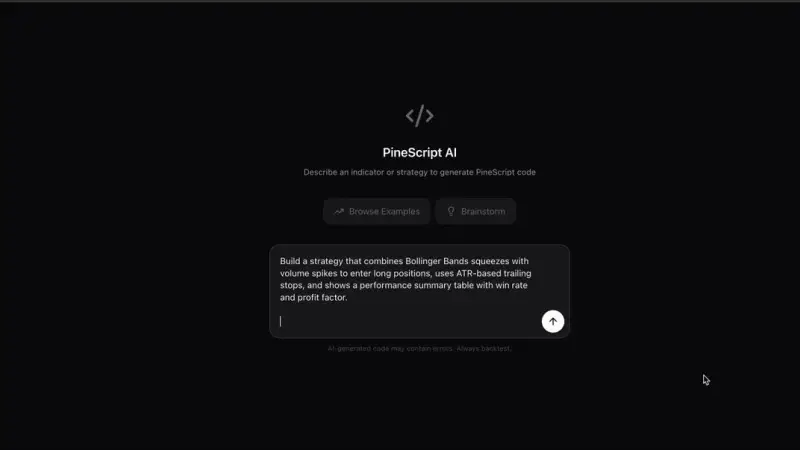 </>
PineScript AI
Describe an indicator or strategy to generate PineScript code
Browse Examples
Brainstorm
Build a strategy that combines Bollinger Bands squeezes with
volume spikes to enter long positions, uses ATR-based trailing
stops, and shows a performance summary table with win rate
and profit factor.
AI-generated code may contain errors. Always backtest.